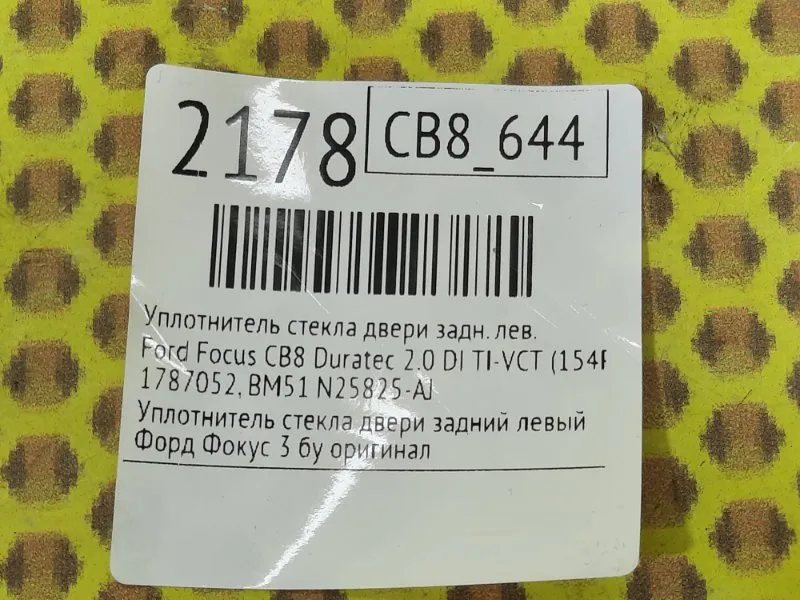 2178
CB8_644
Уплотнитель стекла двери задн. лев.
Ford Focus CB8 Duratec 2.0 DI TI-VCT (154F
1787052, BM51 N25825-AJ
Уплотнитель стекла двери задний левый
Форд Фокус 3 бу оригинал